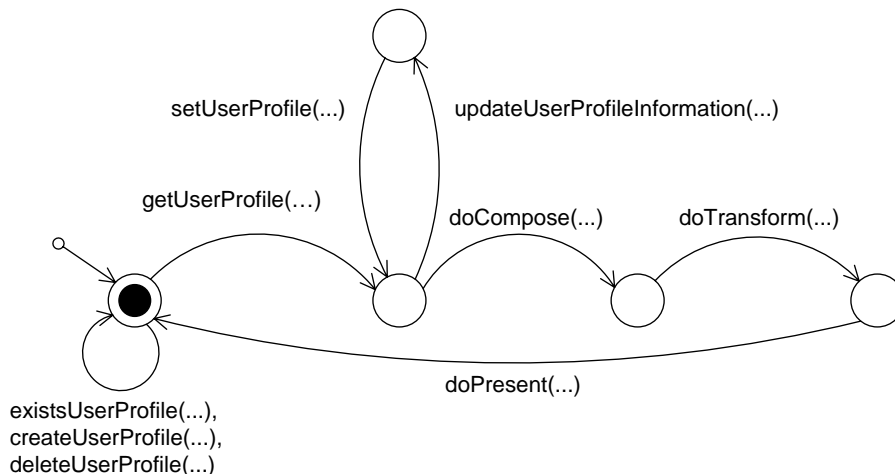 setUserProfile(...)
updateUserProfileInformation(...)
getUserProfile(…)
doCompose(...)
doTransform(...)
doPresent(...)
existsUserProfile(...),
createUserProfile(...),
deleteUserProfile(...)